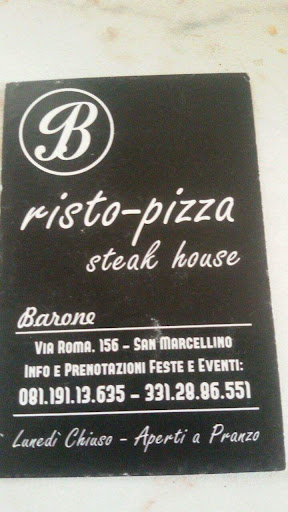 B
risto-pizza
steak house
Barone
Via Roma, 156 - San Marcellino
Info e Prenotazioni Feste e Eventi:
081.191.13.635 - 331.28.86.551
Lunedì Chiuso - Aperti a Pranzo